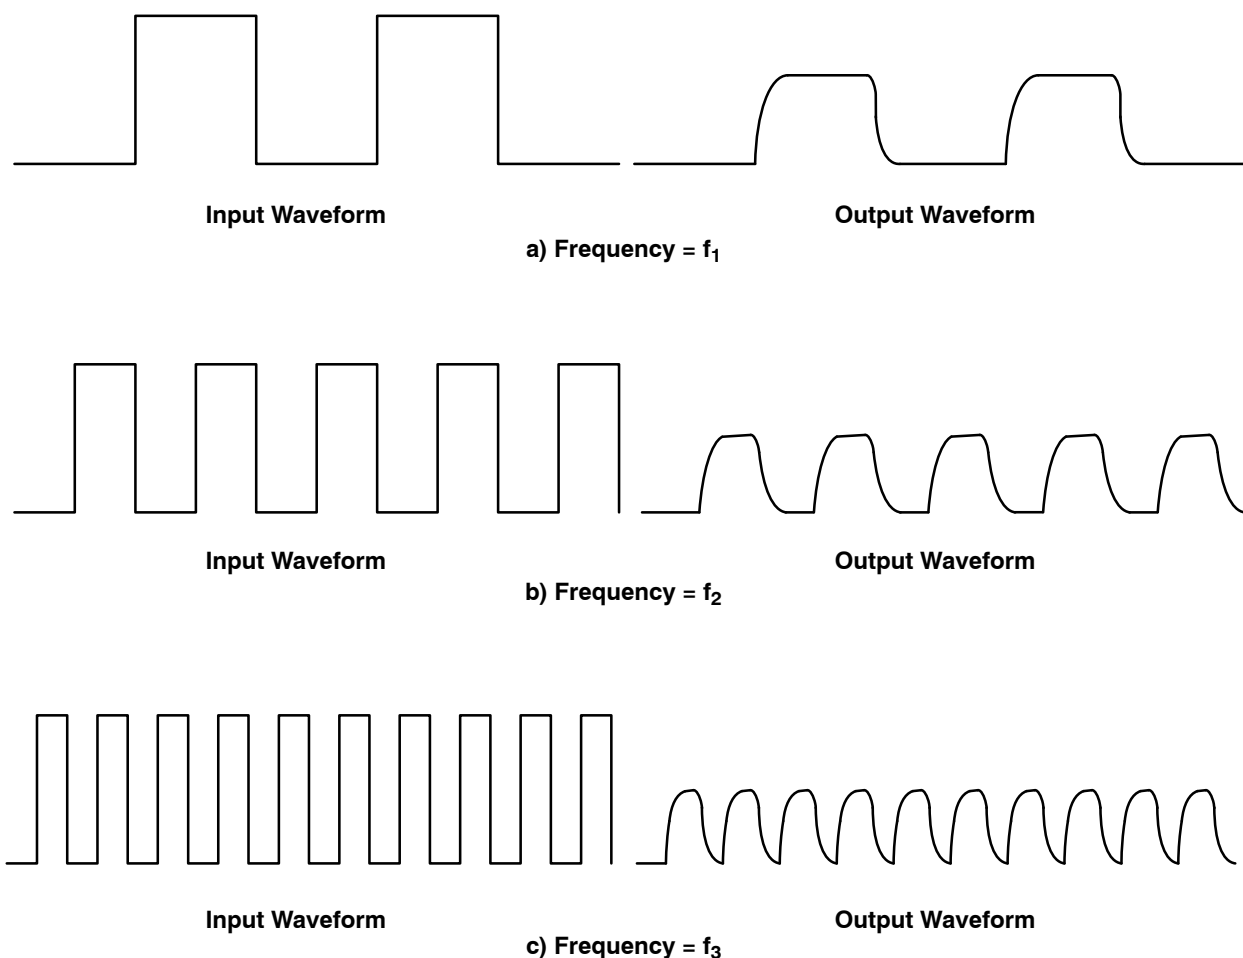 Input Waveform
Output Waveform
a) Frequency = f₁
Input Waveform
Output Waveform
b) Frequency = f₂
Input Waveform
Output Waveform
c) Frequency = f₃